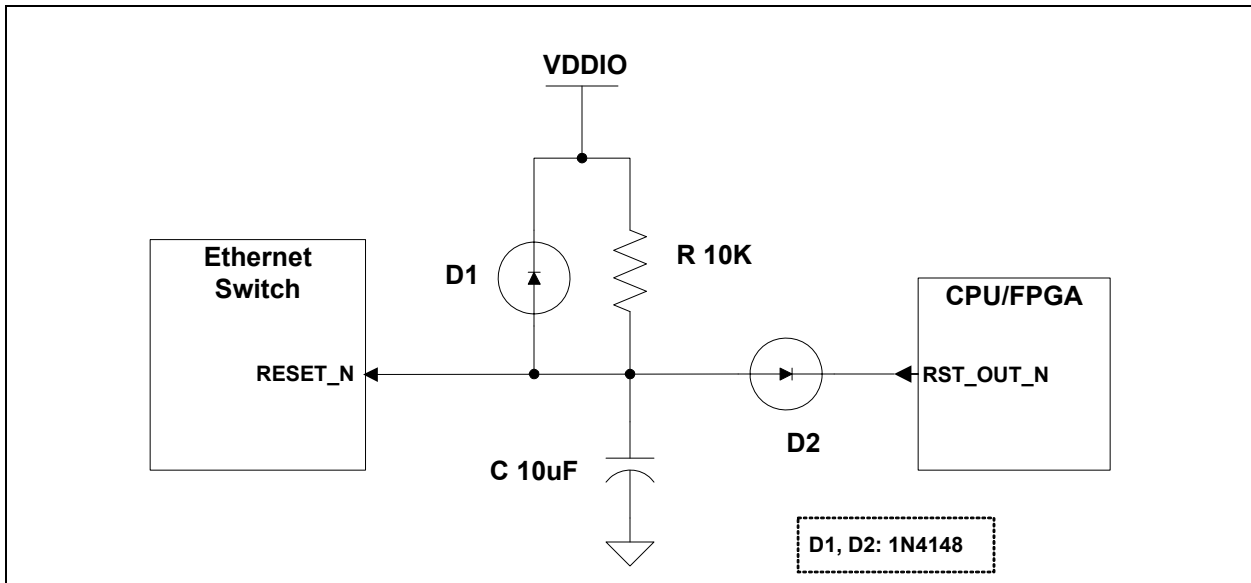 VDDIO
Ethernet
Switch
D1
R 10K
CPU/FPGA
RESET_N
RST_OUT_N
D2
C 10uF
D1, D2: 1N4148